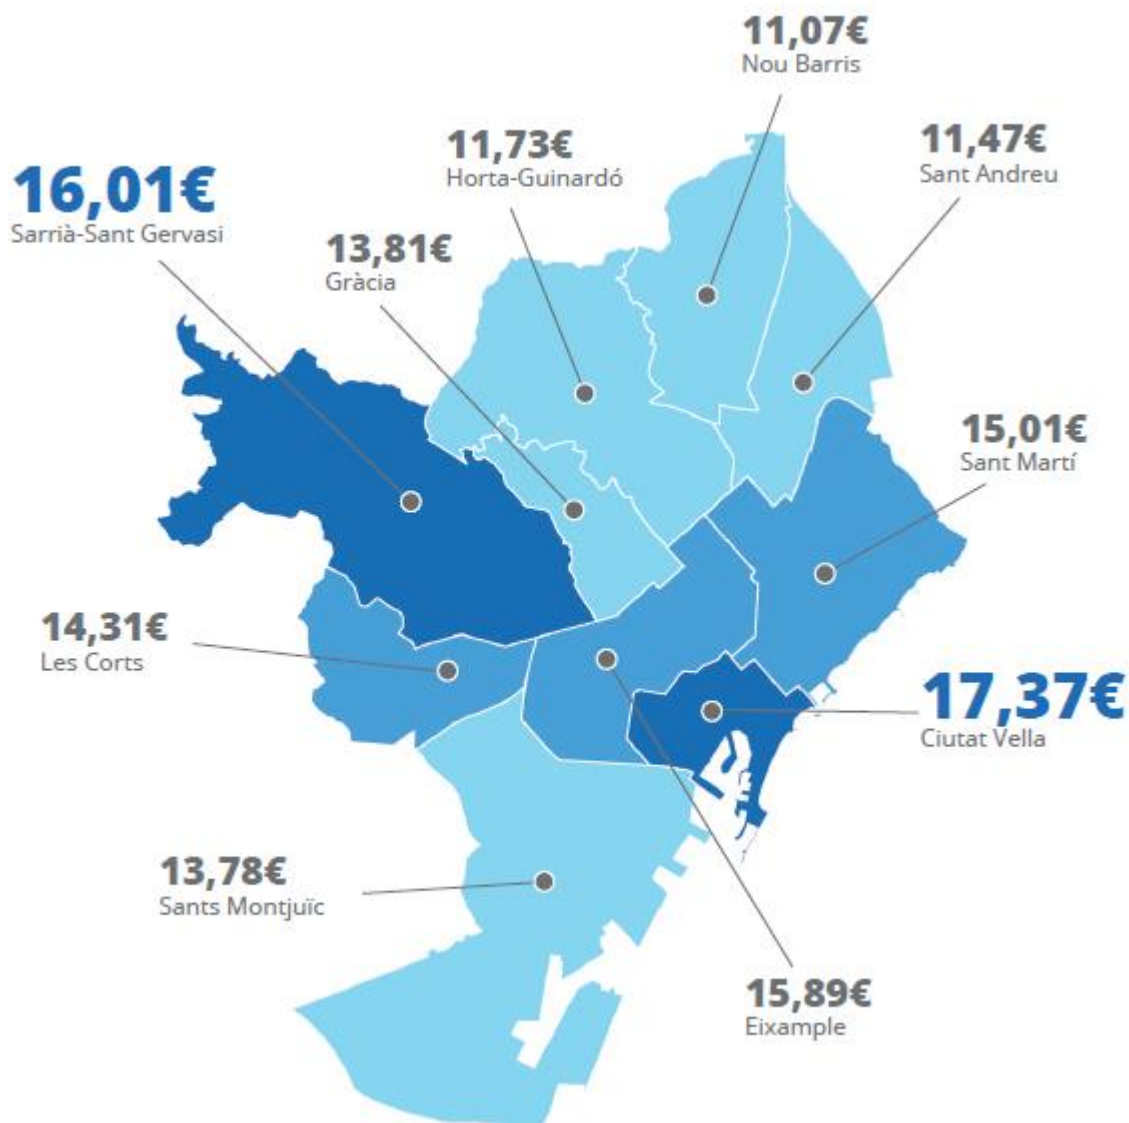 11,07€
Nou Barris
11,73€
Horta-Guinardó
11,47€
Sant Andreu
16,01€
Sarrià-Sant Gervasi
13,81€
Gràcia
15,01€
Sant Martí
14,31€
Les Corts
17,37€
Ciutat Vella
13,78€
Sants Montjuïc
15,89€
Eixample